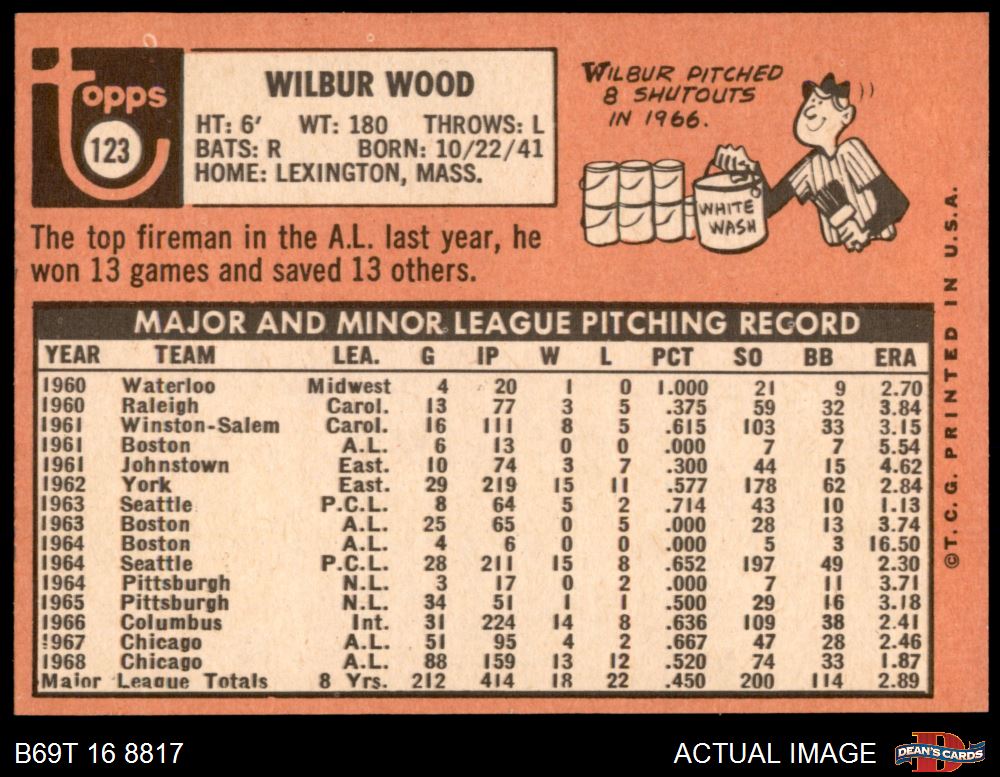 Topps
123
WILBUR WOOD
HT: 6' WT: 180 THROWS: L
BATS: R BORN: 10/22/41
HOME: LEXINGTON, MASS.
WILBUR PITCHED
8 SHUTOUTS
IN 1966.
WHITE
WASH
The top fireman in the A.L. last year, he
won 13 games and saved 13 others.
MAJOR AND MINOR LEAGUE PITCHING RECORD
YEAR TEAM LEA. G IP W L PCT SO BB ERA
1960 Waterloo Midwest 4 20 1 0 1.000 21 9 2.70
1960 Raleigh Carol. 13 77 3 5 .375 59 32 3.84
1961 Winston-Salem Carol. 16 111 8 5 .615 103 33 3.15
1961 Boston A.L. 6 13 0 0 .000 7 7 5.54
1961 Johnstown East. 10 74 3 7 .300 44 15 4.62
1962 York East. 29 219 15 11 .577 178 62 2.84
1963 Seattle P.C.L. 8 64 5 2 .714 43 10 1.13
1963 Boston A.L. 25 65 0 5 .000 28 13 3.74
1964 Boston A.L. 4 6 0 0 .000 5 3 16.50
1964 Seattle P.C.L. 28 211 15 8 .652 197 49 2.30
1964 Pittsburgh N.L. 3 17 0 2 .000 7 11 3.71
1965 Pittsburgh N.L. 34 51 1 1 .500 29 16 3.18
1966 Columbus Int. 31 224 14 8 .636 109 38 2.41
1967 Chicago A.L. 51 95 4 2 .667 47 28 2.46
1968 Chicago A.L. 88 159 13 12 .520 74 33 1.87
Major League Totals 8 Yrs. 212 414 18 22 .450 200 114 2.89
©T.C.G. PRINTED IN U.S.A.
B69T 16 8817
ACTUAL IMAGE
DEAN'S CARDS